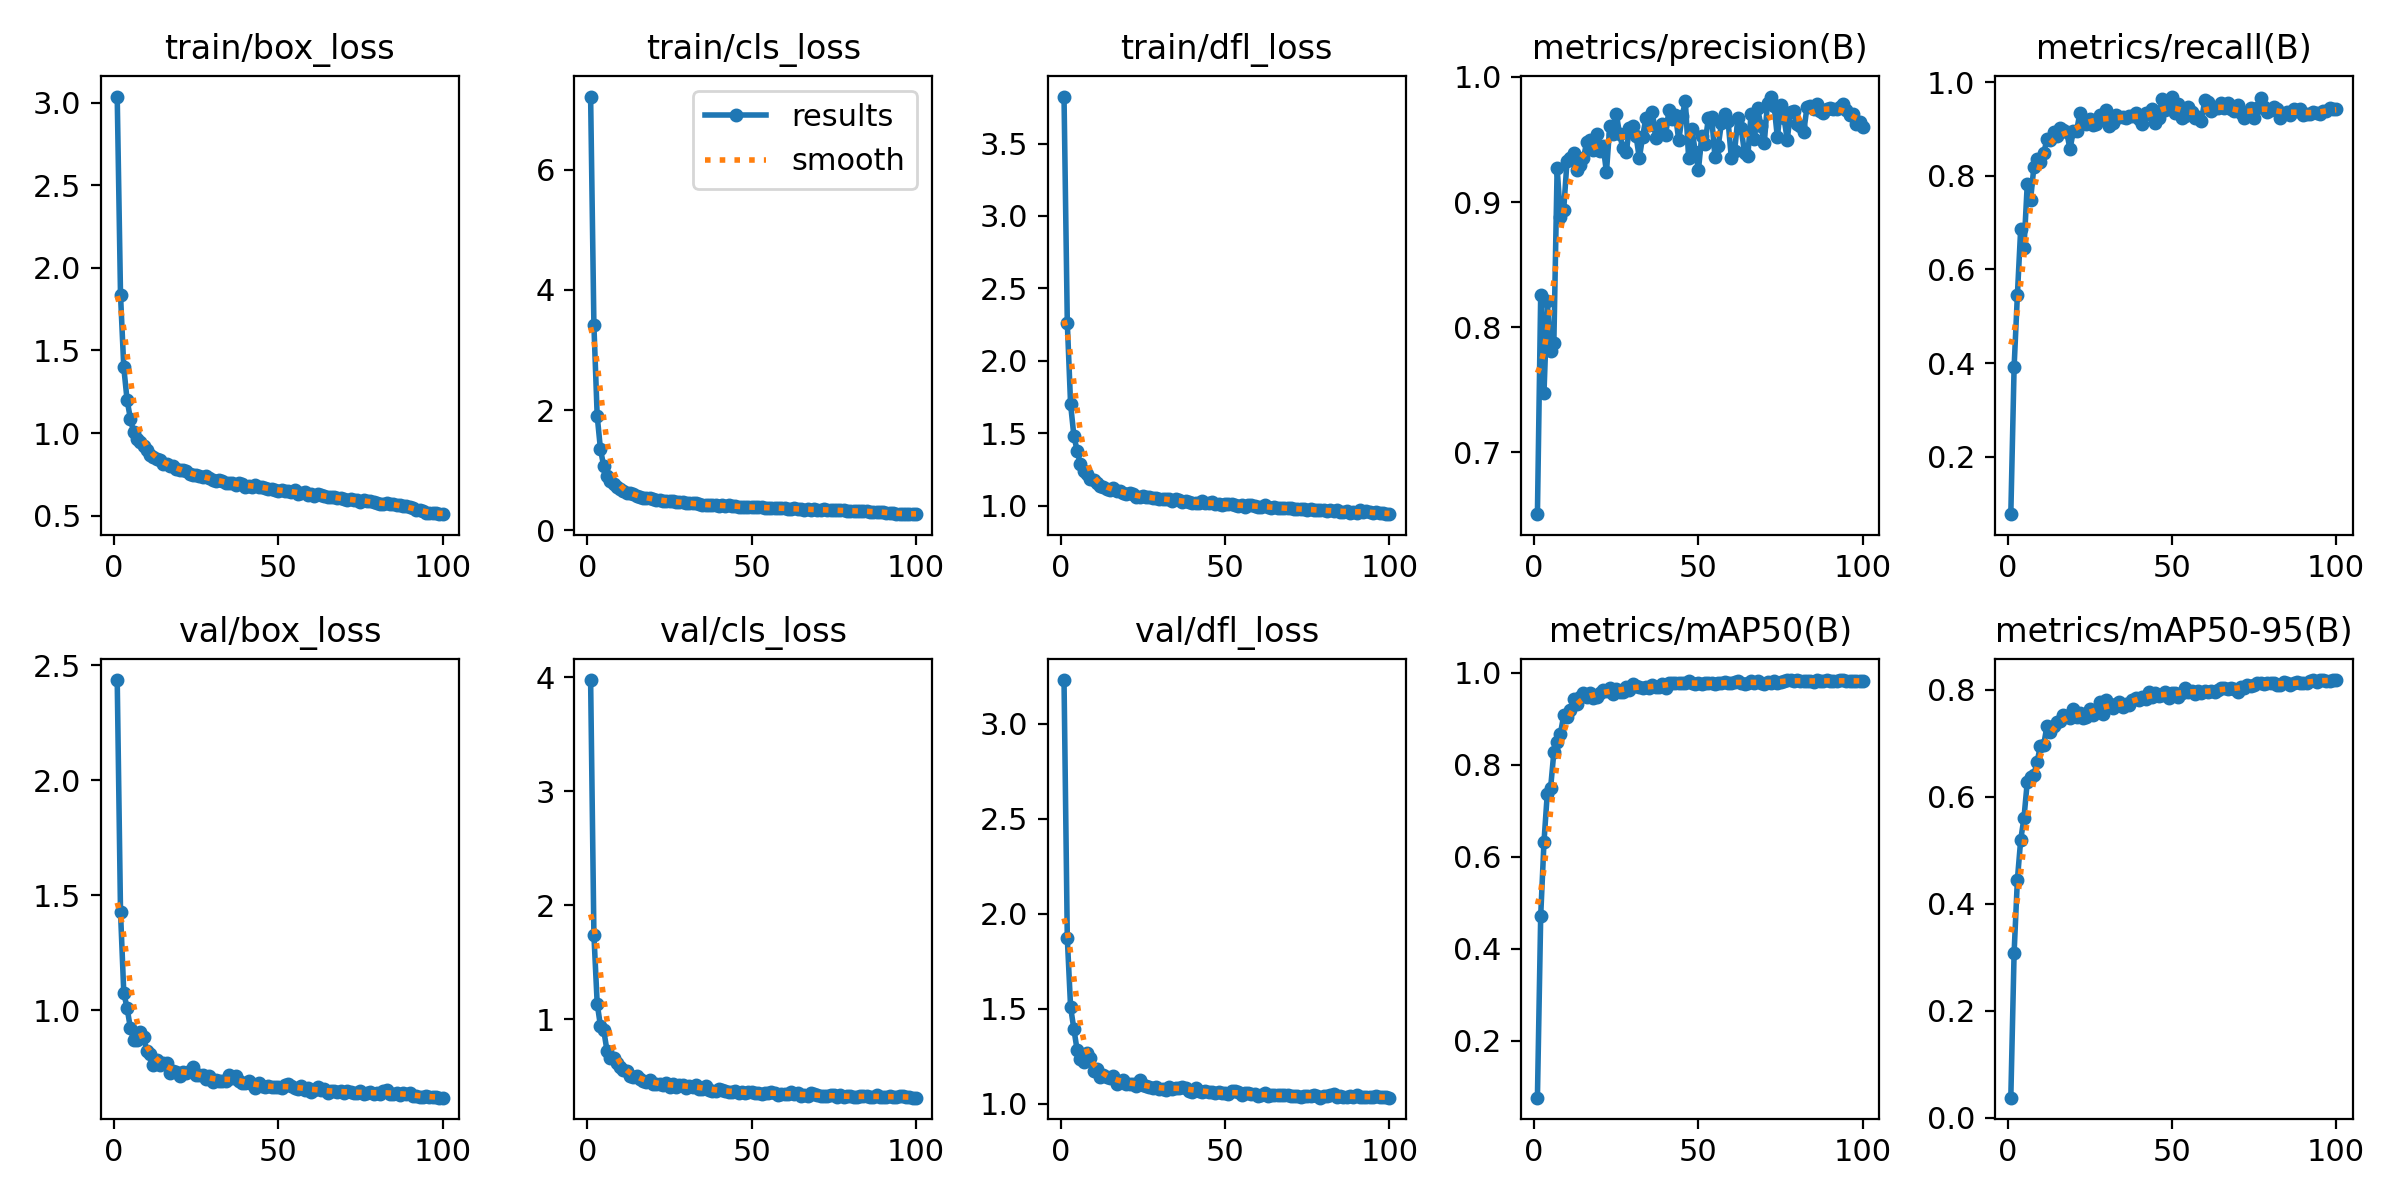 train/box_loss
3.0
2.5
2.0
1.5
1.0
0.5
0 50 100
train/cls_loss
results
smooth
6
4
2
0
0 50 100
train/dfl_loss
3.5
3.0
2.5
2.0
1.5
1.0
0 50 100
metrics/precision(B)
1.0
0.9
0.8
0.7
0 50 100
metrics/recall(B)
1.0
0.8
0.6
0.4
0.2
0 50 100
val/box_loss
2.5
2.0
1.5
1.0
0 50 100
val/cls_loss
4
3
2
1
0 50 100
val/dfl_loss
3.0
2.5
2.0
1.5
1.0
0 50 100
metrics/mAP50(B)
1.0
0.8
0.6
0.4
0.2
0 50 100
metrics/mAP50-95(B)
0.8
0.6
0.4
0.2
0.0
0 50 100